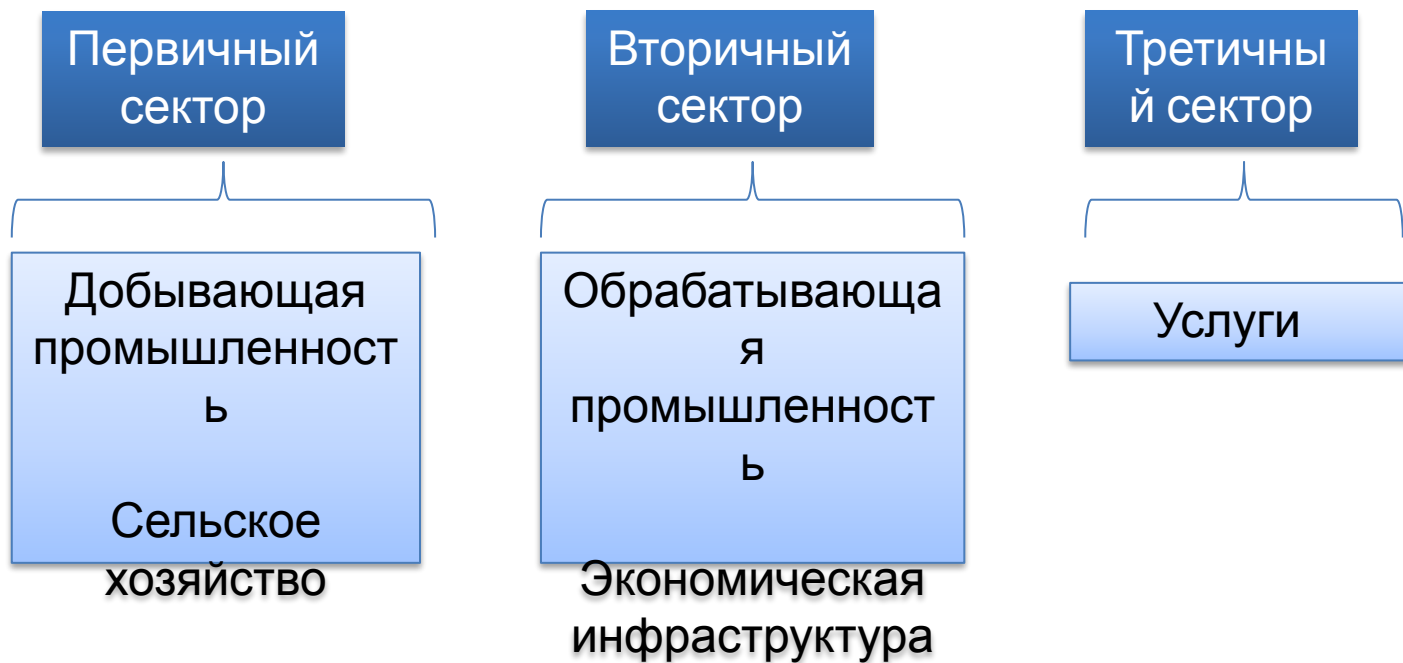 Первичный
сектор
Добывающая
промышленност
ь
Сельское
хозяйство
Вторичный
сектор
Обрабатывающа
я
промышленност
ь
Экономическая
инфраструктура
Третичны
й сектор
Услуги